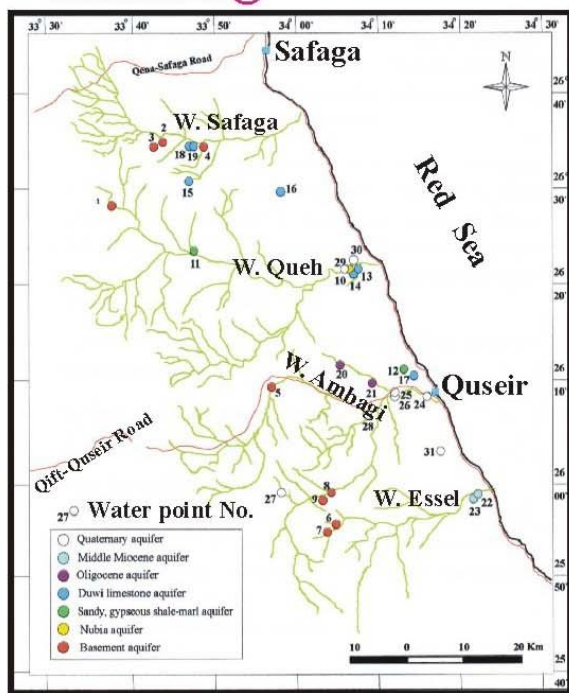 33° 30'
33° 50'
34° 00'
34° 10'
34° 20'
34° 30'
Safaga
Qena-Safaga Road
N
26°
40'
W. Safaga
2
3
18
19
4
26°
30'
15
16
1
Red Sea
30
11
W. Queh
29
10
13
14
26°
20'
20
12
17
W. Ambagi
21
Quseir
5
25
26
24
26°
10'
28
Qift-Quseir Road
31
27
8
9
W. Essel
22
23
26°
00'
6
7
27
Water point No.
Quaternary aquifer
Middle Miocene aquifer
Oligocene aquifer
Duwi limestone aquifer
Sandy, gypseous shale-marl aquifer
Nubia aquifer
Basement aquifer
25
50'
10
0
10
20 Km
25
40'